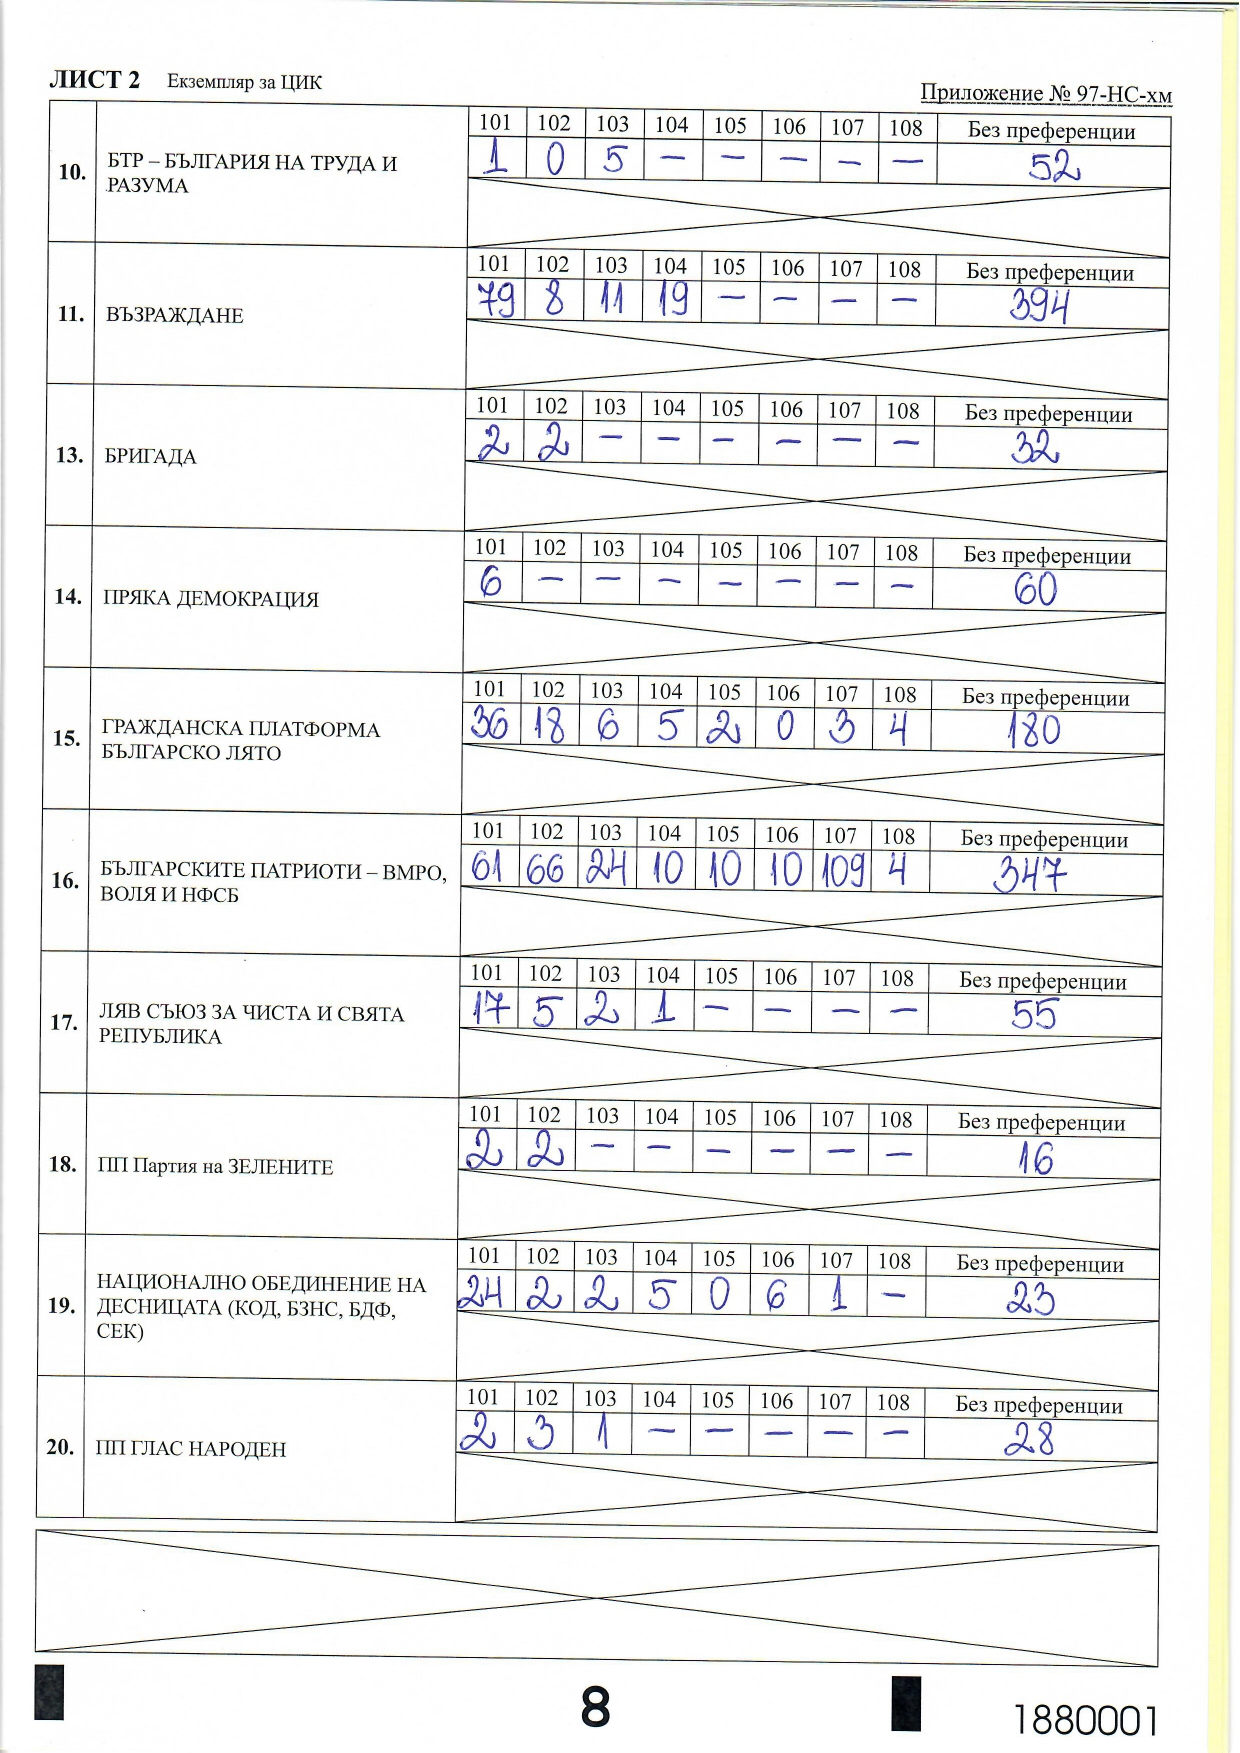 ЛИСТ 2 Екземпляр за ЦИК
Приложение № 97-НС-хм
101 102 103 104 105 106 107 108 Без преференции
10. БТР – БЪЛГАРИЯ НА ТРУДА И
РАЗУМА
1 0 5 – – – – – 52
101 102 103 104 105 106 107 108 Без преференции
11. ВЪЗРАЖДАНЕ
79 8 11 19 – – – – 394
101 102 103 104 105 106 107 108 Без преференции
13. БРИГАДА
2 2 – – – – – – 32
101 102 103 104 105 106 107 108 Без преференции
14. ПРЯКА ДЕМОКРАЦИЯ
6 – – – – – – – 60
101 102 103 104 105 106 107 108 Без преференции
15. ГРАЖДАНСКА ПЛАТФОРМА
БЪЛГАРСКО ЛЯТО
36 18 6 5 2 0 3 4 180
101 102 103 104 105 106 107 108 Без преференции
16. БЪЛГАРСКИТЕ ПАТРИОТИ – ВМРО,
ВОЛЯ И НФСБ
61 66 24 10 10 10 109 4 347
101 102 103 104 105 106 107 108 Без преференции
17. ЛЯВ СЪЮЗ ЗА ЧИСТА И СВЯТА
РЕПУБЛИКА
17 5 2 1 – – – – 55
101 102 103 104 105 106 107 108 Без преференции
18. ПП Партия на ЗЕЛЕНИТЕ
2 2 – – – – – – 16
101 102 103 104 105 106 107 108 Без преференции
19. НАЦИОНАЛНО ОБЕДИНЕНИЕ НА
ДЕСНИЦАТА (КОД, БЗНС, БДФ,
СЕК)
24 2 2 5 0 6 1 – 23
101 102 103 104 105 106 107 108 Без преференции
20. ПП ГЛАС НАРОДЕН
2 3 1 – – – – – 28
8
1880001